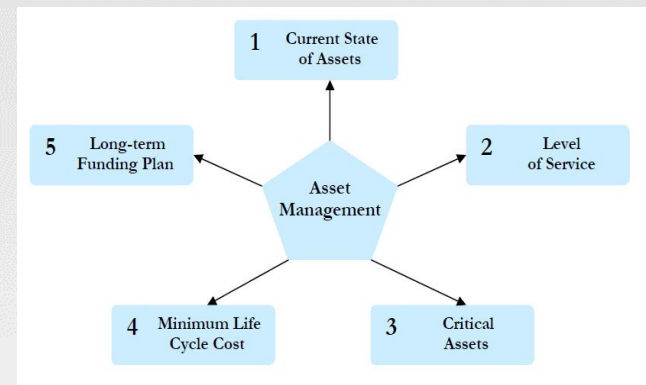 1 Current State
of Assets
5 Long-term
Funding Plan
2 Level
of Service
Asset
Management
4 Minimum Life
Cycle Cost
3 Critical
Assets